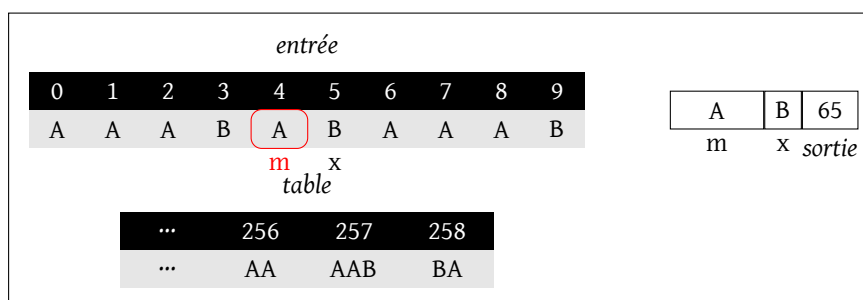 entrée
0 1 2 3 4 5 6 7 8 9
A A A B A B A A A B
m x
A B 65
m x sortie
table
... 256 257 258
... AA AAB BA